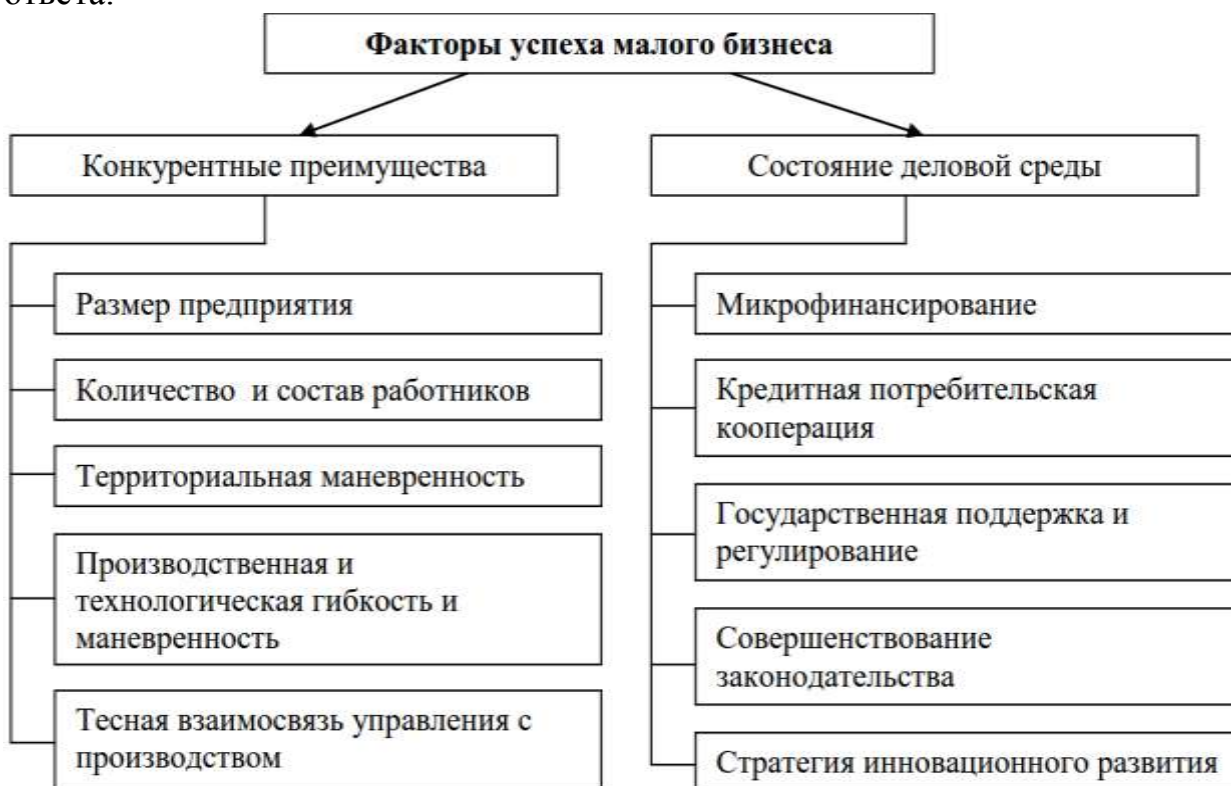 ответа.
Факторы успеха малого бизнеса
Конкурентные преимущества
Состояние деловой среды
Размер предприятия
Количество и состав работников
Территориальная маневренность
Производственная и
технологическая гибкость и
маневренность
Тесная взаимосвязь управления с
производством
Микрофинансирование
Кредитная потребительская
кооперация
Государственная поддержка и
регулирование
Совершенствование
законодательства
Стратегия инновационного развития